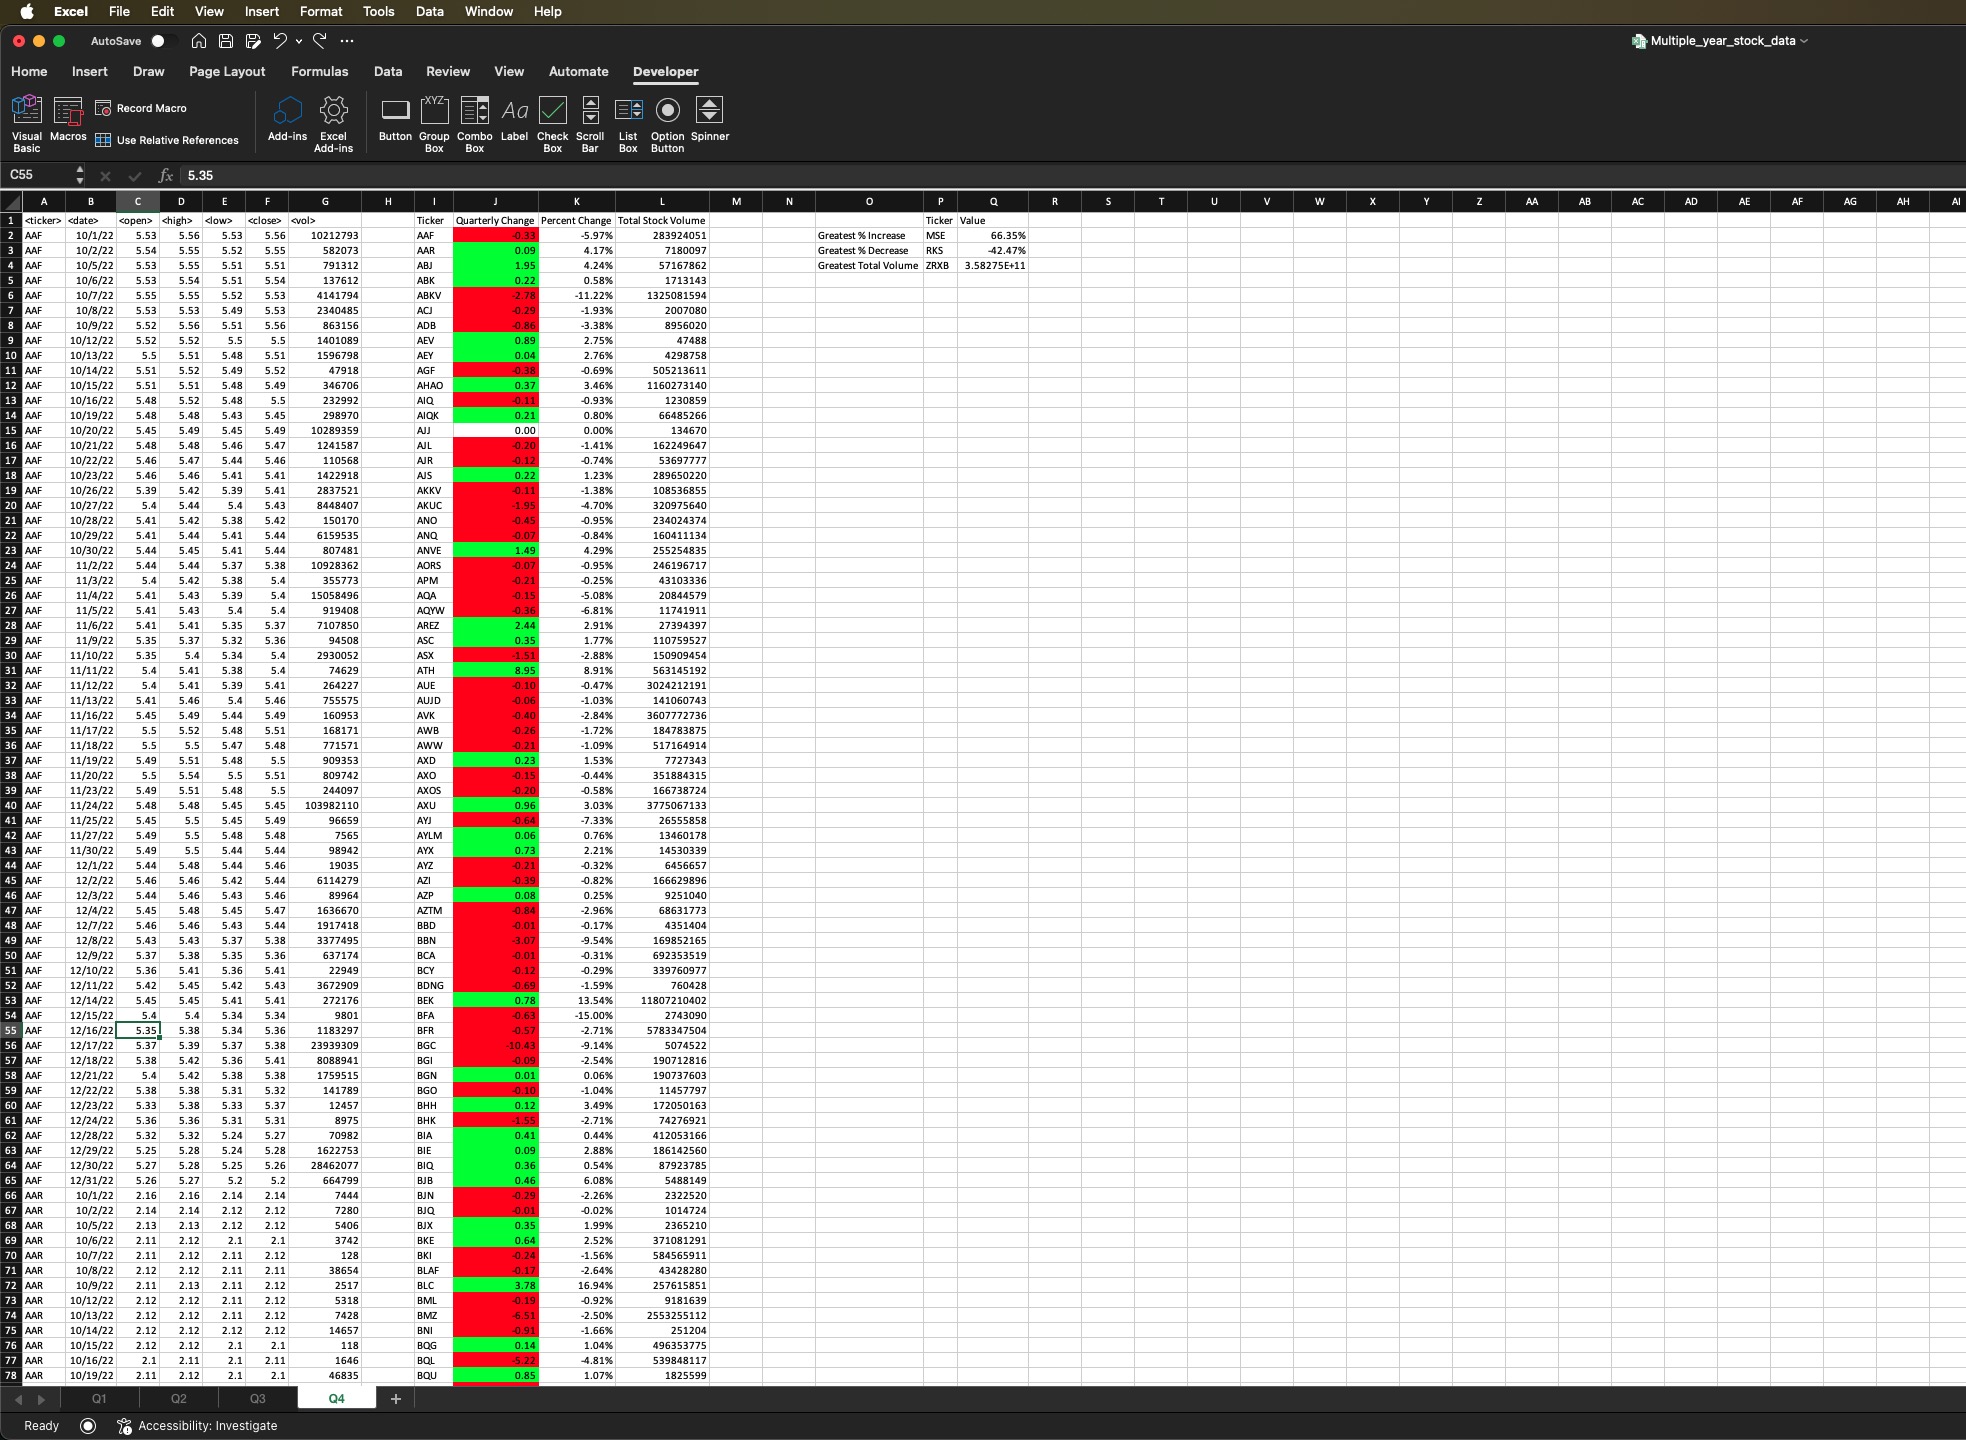 Excel File Edit View Insert Format Tools Data Window Help
AutoSave Multiple_year_stock_data
Home Insert Draw Page Layout Formulas Data Review View Automate Developer
Visual Basic Macros Record Macro Use Relative References Add-ins Excel Add-ins Button XYZ Group Box Combo Box Aa Label Check Box Scroll Bar List Box Option Button Spinner
C55 fx 5.35
A B C D E F G H I J K L M N O P Q R S T U V W X Y Z AA AB AC AD AE AF AG AH AI
1 <ticker> <date> <open> <high> <low> <close> <vol> Ticker Quarterly Change Percent Change Total Stock Volume Ticker Value
2 AAF 10/1/22 5.53 5.56 5.53 5.56 10212793 AAF -0.33 -5.97% 283924051 Greatest % Increase MSE 66.35%
3 AAF 10/2/22 5.54 5.55 5.52 5.55 582073 AAR 0.09 4.17% 7180097 Greatest % Decrease RKS -42.47%
4 AAF 10/5/22 5.53 5.55 5.51 5.51 791312 ABJ 1.95 4.24% 57167862 Greatest Total Volume ZRXB 3.58275E+11
5 AAF 10/6/22 5.53 5.54 5.51 5.54 137612 ABK 0.22 0.58% 1713143
6 AAF 10/7/22 5.55 5.55 5.52 5.53 4141794 ABKV -2.78 -11.22% 1325081594
7 AAF 10/8/22 5.53 5.53 5.49 5.53 2340485 ACJ -0.29 -1.93% 2007080
8 AAF 10/9/22 5.52 5.56 5.51 5.56 863156 ADB -0.86 -3.38% 8956020
9 AAF 10/12/22 5.52 5.52 5.5 5.5 1401089 AEV 0.89 2.75% 47488
10 AAF 10/13/22 5.5 5.51 5.48 5.51 1596798 AEY 0.04 2.76% 4298758
11 AAF 10/14/22 5.51 5.52 5.49 5.52 47918 AGF -0.38 -0.69% 505213611
12 AAF 10/15/22 5.51 5.51 5.48 5.49 346706 AHAO 0.37 3.46% 1160273140
13 AAF 10/16/22 5.48 5.52 5.48 5.5 232992 AIQ -0.11 -0.93% 1230859
14 AAF 10/19/22 5.48 5.48 5.43 5.45 298970 AIQK 0.21 0.80% 66485266
15 AAF 10/20/22 5.45 5.49 5.45 5.49 10289359 AJJ 0.00 0.00% 134670
16 AAF 10/21/22 5.48 5.48 5.46 5.47 1241587 AJL -0.20 -1.41% 162249647
17 AAF 10/22/22 5.46 5.47 5.44 5.46 110568 AJR -0.12 -0.74% 53697777
18 AAF 10/23/22 5.46 5.46 5.41 5.41 1422918 AJS 0.22 1.23% 289650220
19 AAF 10/26/22 5.39 5.42 5.39 5.41 2837521 AKKV -0.11 -1.38% 108536855
20 AAF 10/27/22 5.4 5.44 5.4 5.43 8448407 AKUC -1.95 -4.70% 320975640
21 AAF 10/28/22 5.41 5.42 5.38 5.42 150170 ANO -0.45 -0.95% 234024374
22 AAF 10/29/22 5.41 5.44 5.41 5.44 6159535 ANQ -0.07 -0.84% 160411134
23 AAF 10/30/22 5.44 5.45 5.41 5.44 807481 ANVE 1.49 4.29% 255254835
24 AAF 11/2/22 5.44 5.44 5.37 5.38 10928362 AORS -0.07 -0.95% 246196717
25 AAF 11/3/22 5.4 5.42 5.38 5.4 355773 APM -0.21 -0.25% 43103336
26 AAF 11/4/22 5.41 5.43 5.39 5.4 15058496 AQA -0.15 -5.08% 20844579
27 AAF 11/5/22 5.41 5.43 5.4 5.4 919408 AQYW -0.36 -6.81% 11741911
28 AAF 11/6/22 5.41 5.41 5.35 5.37 7107850 AREZ 2.44 2.91% 27394397
29 AAF 11/9/22 5.35 5.37 5.32 5.36 94508 ASC 0.35 1.77% 110759527
30 AAF 11/10/22 5.35 5.4 5.34 5.4 2930052 ASX -1.51 -2.88% 150909454
31 AAF 11/11/22 5.4 5.41 5.38 5.4 74629 ATH 8.95 8.91% 563145192
32 AAF 11/12/22 5.4 5.41 5.39 5.41 264227 AUE -0.10 -0.47% 3024212191
33 AAF 11/13/22 5.41 5.46 5.4 5.46 755575 AUJD -0.06 -1.03% 141060743
34 AAF 11/16/22 5.45 5.49 5.44 5.49 160953 AVK -0.40 -2.84% 3607772736
35 AAF 11/17/22 5.5 5.52 5.48 5.51 168171 AWB -0.26 -1.72% 184783875
36 AAF 11/18/22 5.5 5.5 5.47 5.48 771571 AWW -0.21 -1.09% 517164914
37 AAF 11/19/22 5.49 5.51 5.48 5.5 909353 AXD 0.23 1.53% 7727343
38 AAF 11/20/22 5.5 5.54 5.5 5.51 809742 AXO -0.15 -0.44% 351884315
39 AAF 11/23/22 5.49 5.51 5.48 5.5 244097 AXOS -0.20 -0.58% 166738724
40 AAF 11/24/22 5.48 5.48 5.45 5.45 103982110 AXU 0.96 3.03% 3775067133
41 AAF 11/25/22 5.45 5.5 5.45 5.49 96659 AYJ -0.64 -7.33% 26555858
42 AAF 11/27/22 5.49 5.5 5.48 5.48 7565 AYLM 0.06 0.76% 13460178
43 AAF 11/30/22 5.49 5.5 5.44 5.44 98942 AYX 0.73 2.21% 14530339
44 AAF 12/1/22 5.44 5.48 5.44 5.46 19035 AYZ -0.21 -0.32% 6456657
45 AAF 12/2/22 5.46 5.46 5.42 5.44 6114279 AZI -0.39 -0.82% 166629896
46 AAF 12/3/22 5.44 5.46 5.43 5.46 89964 AZP 0.08 0.25% 9251040
47 AAF 12/4/22 5.45 5.48 5.45 5.47 1636670 AZTM -0.84 -2.96% 68631773
48 AAF 12/7/22 5.46 5.46 5.43 5.44 1917418 BBD -0.01 -0.17% 4351404
49 AAF 12/8/22 5.43 5.43 5.37 5.38 3377495 BBN -3.07 -9.54% 169852165
50 AAF 12/9/22 5.37 5.38 5.35 5.36 637174 BCA -0.01 -0.31% 692353519
51 AAF 12/10/22 5.36 5.41 5.36 5.41 22949 BCY -0.12 -0.29% 339760977
52 AAF 12/11/22 5.42 5.45 5.42 5.43 3672909 BDNG -0.69 -1.59% 760428
53 AAF 12/14/22 5.45 5.45 5.41 5.41 272176 BEK 0.78 13.54% 11807210402
54 AAF 12/15/22 5.4 5.4 5.34 5.34 9801 BFA -0.63 -15.00% 2743090
55 AAF 12/16/22 5.35 5.38 5.34 5.36 1183297 BFR -0.57 -2.71% 5783347504
56 AAF 12/17/22 5.37 5.39 5.37 5.38 23939309 BGC -10.43 -9.14% 5074522
57 AAF 12/18/22 5.38 5.42 5.36 5.41 8088941 BGI -0.09 -2.54% 190712816
58 AAF 12/21/22 5.4 5.42 5.38 5.38 1759515 BGN 0.01 0.06% 190737603
59 AAF 12/22/22 5.38 5.38 5.31 5.32 141789 BGO -0.10 -1.04% 11457797
60 AAF 12/23/22 5.33 5.38 5.33 5.37 12457 BHH 0.12 3.49% 172050163
61 AAF 12/24/22 5.36 5.36 5.31 5.31 8975 BHK -1.55 -2.71% 74276921
62 AAF 12/28/22 5.32 5.32 5.24 5.27 70982 BIA 0.41 0.44% 412053166
63 AAF 12/29/22 5.25 5.28 5.24 5.28 1622753 BIE 0.09 2.88% 186142560
64 AAF 12/30/22 5.27 5.28 5.25 5.26 28462077 BIQ 0.36 0.54% 87923785
65 AAF 12/31/22 5.26 5.27 5.2 5.2 664799 BJB 0.46 6.08% 5488149
66 AAR 10/1/22 2.16 2.16 2.14 2.14 7444 BJN -0.29 -2.26% 2322520
67 AAR 10/2/22 2.14 2.14 2.12 2.12 7280 BJQ -0.01 -0.02% 1014724
68 AAR 10/5/22 2.13 2.13 2.12 2.12 5406 BJX 0.35 1.99% 2365210
69 AAR 10/6/22 2.11 2.12 2.1 2.1 3742 BKE 0.64 2.52% 371081291
70 AAR 10/7/22 2.11 2.12 2.11 2.12 128 BKI -0.24 -1.56% 584565911
71 AAR 10/8/22 2.12 2.12 2.11 2.11 38654 BLAF -0.17 -2.64% 43428280
72 AAR 10/9/22 2.11 2.13 2.11 2.12 2517 BLC 3.78 16.94% 257615851
73 AAR 10/12/22 2.12 2.12 2.11 2.12 5318 BML -0.19 -0.92% 9181639
74 AAR 10/13/22 2.12 2.12 2.11 2.12 7428 BMZ -6.51 -2.50% 2553255112
75 AAR 10/14/22 2.12 2.12 2.12 2.12 14657 BNI -0.91 -1.66% 251204
76 AAR 10/15/22 2.12 2.12 2.1 2.1 118 BQG 0.14 1.04% 496353775
77 AAR 10/16/22 2.1 2.11 2.1 2.11 1646 BQL -5.22 -4.81% 539848117
78 AAR 10/19/22 2.11 2.12 2.1 2.1 46835 BQU 0.85 1.07% 1825599
Q1 Q2 Q3 Q4 +
Ready Accessibility: Investigate